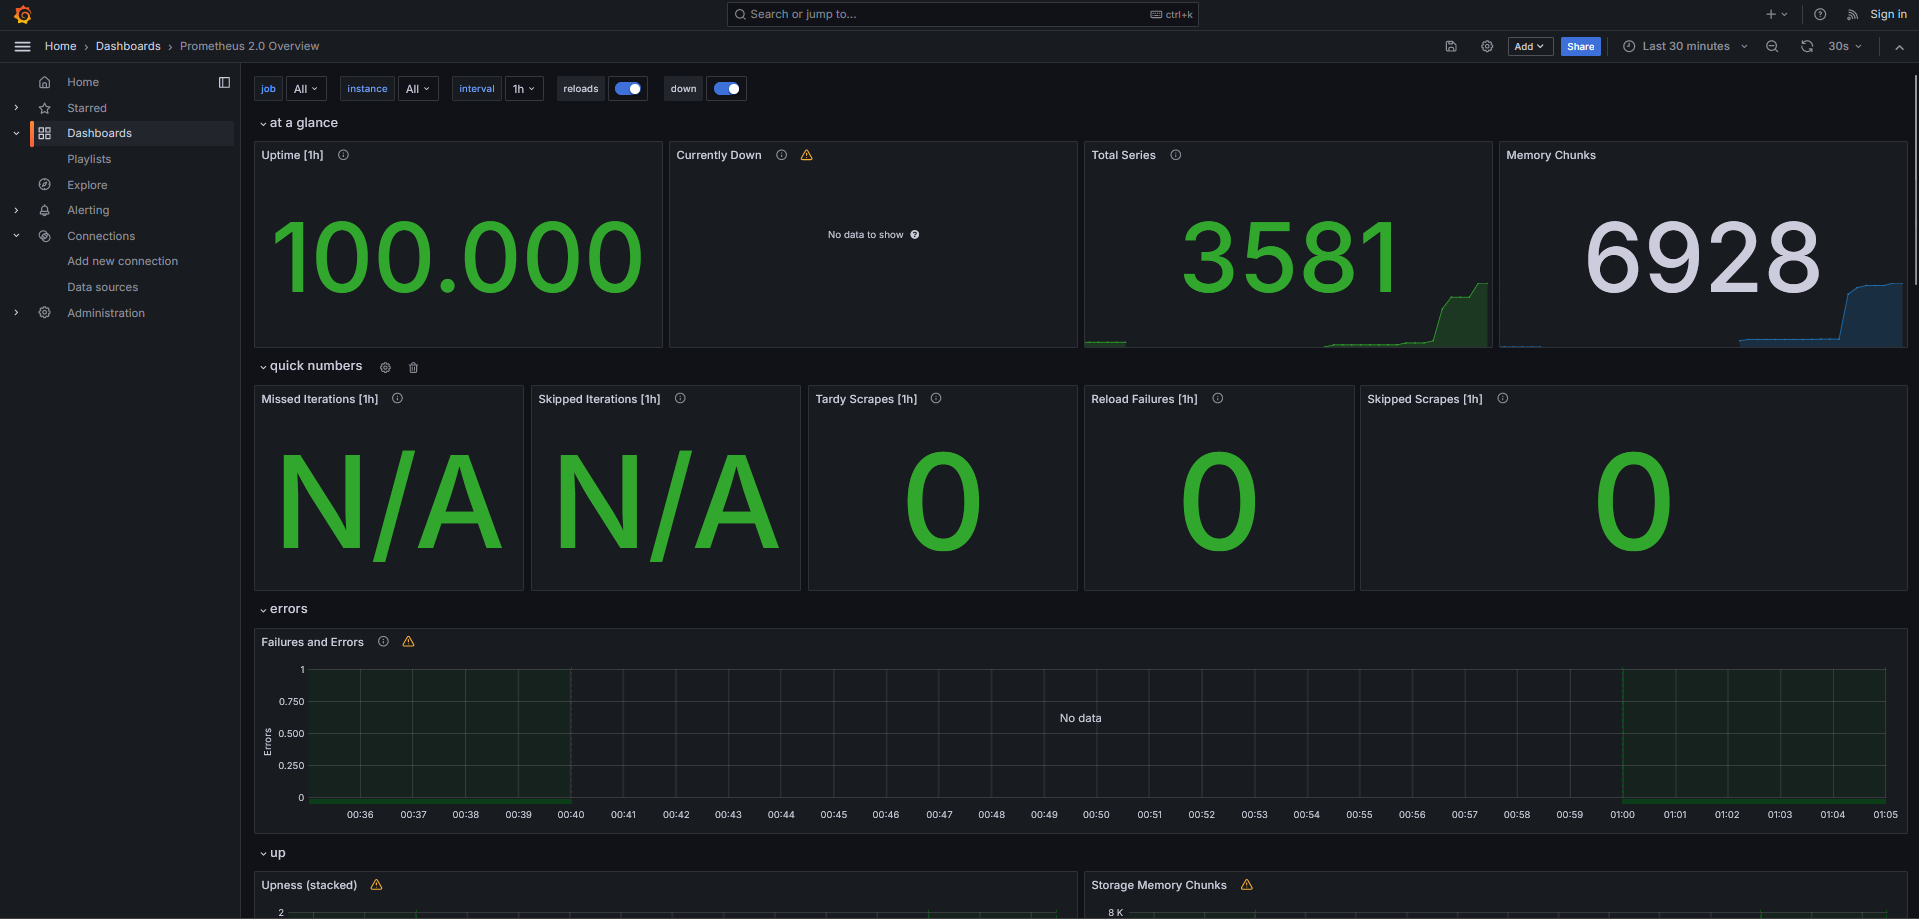 Search or jump to...
ctrl+k
Sign in
Home › Dashboards › Prometheus 2.0 Overview
Add
Share
Last 30 minutes
30s
Home
Starred
Dashboards
Playlists
Explore
Alerting
Connections
Add new connection
Data sources
Administration
job All
instance All
interval 1h
reloads
down
at a glance
Uptime [1h]
100.000
Currently Down
No data to show
Total Series
3581
Memory Chunks
6928
quick numbers
Missed Iterations [1h]
N/A
Skipped Iterations [1h]
N/A
Tardy Scrapes [1h]
0
Reload Failures [1h]
0
Skipped Scrapes [1h]
0
errors
Failures and Errors
Errors
1
0.750
0.500
0.250
0
No data
00:36 00:37 00:38 00:39 00:40 00:41 00:42 00:43 00:44 00:45 00:46 00:47 00:48 00:49 00:50 00:51 00:52 00:53 00:54 00:55 00:56 00:57 00:58 00:59 01:00 01:01 01:02 01:03 01:04 01:05
up
Upness (stacked)
2
Storage Memory Chunks
8 K